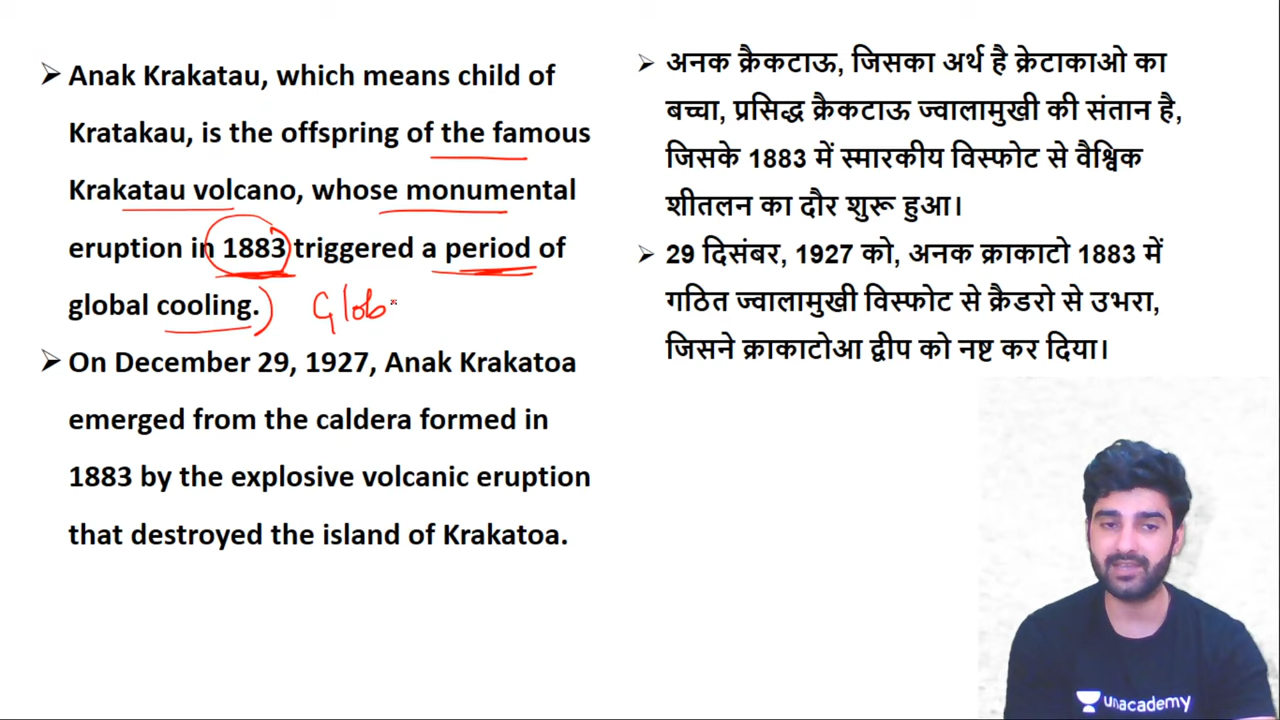 ➢ Anak Krakatau, which means child of
Kratakau, is the offspring of the famous
Krakatau volcano, whose monumental
eruption in 1883 triggered a period of
global cooling.) Glob
➢ On December 29, 1927, Anak Krakatoa
emerged from the caldera formed in
1883 by the explosive volcanic eruption
that destroyed the island of Krakatoa.
➢ अनक क्रैकटाऊ, जिसका अर्थ है क्रेटाकाओ का
बच्चा, प्रसिद्ध क्रैकटाऊ ज्वालामुखी की संतान है,
जिसके 1883 में स्मारकीय विस्फोट से वैश्विक
शीतलन का दौर शुरू हुआ।
➢ 29 दिसंबर, 1927 को, अनक क्राकाटो 1883 में
गठित ज्वालामुखी विस्फोट से क्रैडरो से उभरा,
जिसने क्राकाटोआ द्वीप को नष्ट कर दिया।
unacademy